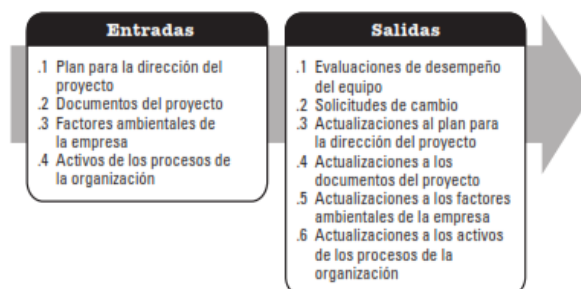 Entradas
.1 Plan para la dirección del
proyecto
.2 Documentos del proyecto
.3 Factores ambientales de
la empresa
.4 Activos de los procesos de
la organización
Salidas
.1 Evaluaciones de desempeño
del equipo
.2 Solicitudes de cambio
.3 Actualizaciones al plan para
la dirección del proyecto
.4 Actualizaciones a los
documentos del proyecto
.5 Actualizaciones a los factores
ambientales de la empresa
.6 Actualizaciones a los activos
de los procesos de la
organización